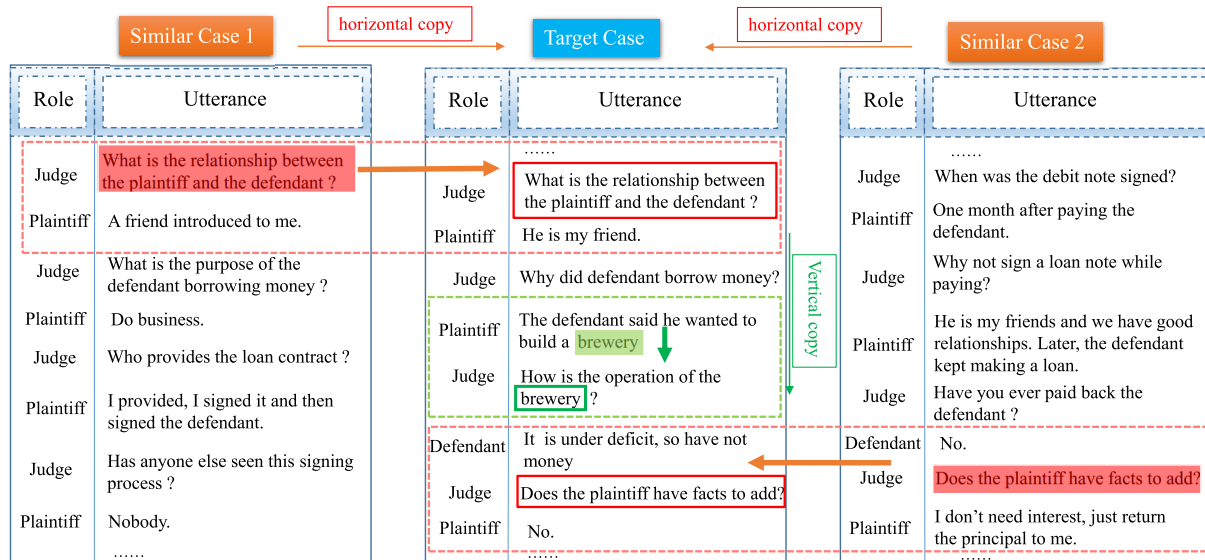 Similar Case 1
horizontal copy
Target Case
horizontal copy
Similar Case 2
Role
Utterance
Judge
What is the relationship between
the plaintiff and the defendant ?
Plaintiff
A friend introduced to me.
Judge
What is the purpose of the
defendant borrowing money ?
Plaintiff
Do business.
Judge
Who provides the loan contract ?
Plaintiff
I provided, I signed it and then
signed the defendant.
Judge
Has anyone else seen this signing
process ?
Plaintiff
Nobody.
......
Role
Utterance
......
Judge
What is the relationship between
the plaintiff and the defendant ?
Plaintiff
He is my friend.
Judge
Why did defendant borrow money?
Plaintiff
The defendant said he wanted to
build a brewery
Judge
How is the operation of the
brewery ?
Defendant
It is under deficit, so have not
money
Judge
Does the plaintiff have facts to add?
Plaintiff
No.
......
Vertical copy
Role
Utterance
......
Judge
When was the debit note signed?
Plaintiff
One month after paying the
defendant.
Judge
Why not sign a loan note while
paying?
Plaintiff
He is my friends and we have good
relationships. Later, the defendant
kept making a loan.
Judge
Have you ever paid back the
defendant ?
Defendant
No.
Judge
Does the plaintiff have facts to add?
Plaintiff
I don't need interest, just return
the principal to me.
......